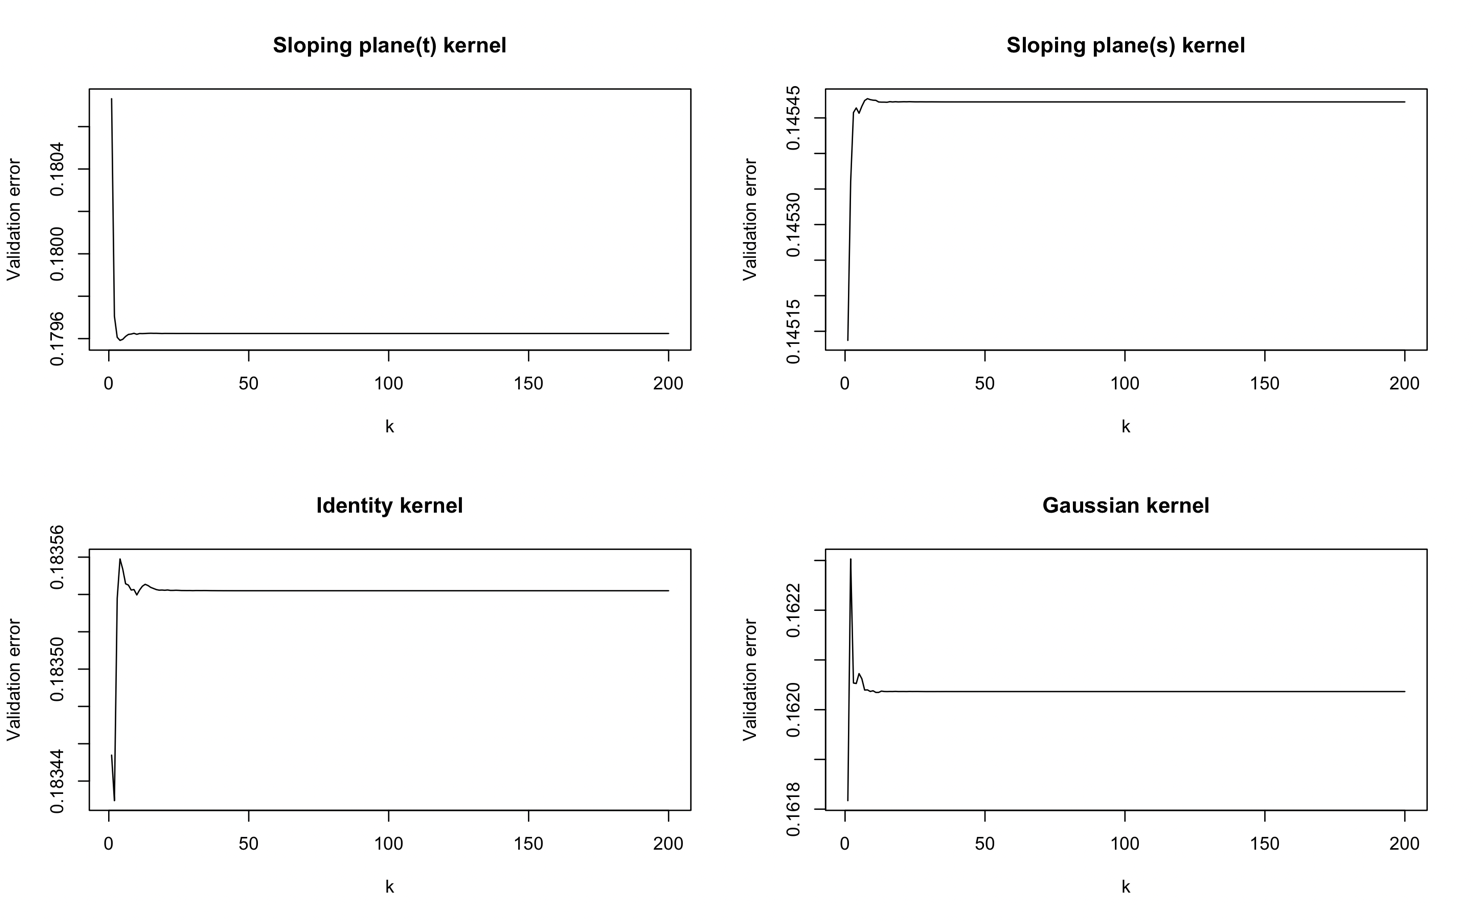 Sloping plane(t) kernel
Validation error
0.1804
0.1800
0.1796
0 50 100 150 200
k
Sloping plane(s) kernel
Validation error
0.14545
0.14530
0.14515
0 50 100 150 200
k
Identity kernel
Validation error
0.18356
0.18350
0.18344
0 50 100 150 200
k
Gaussian kernel
Validation error
0.1622
0.1620
0.1618
0 50 100 150 200
k